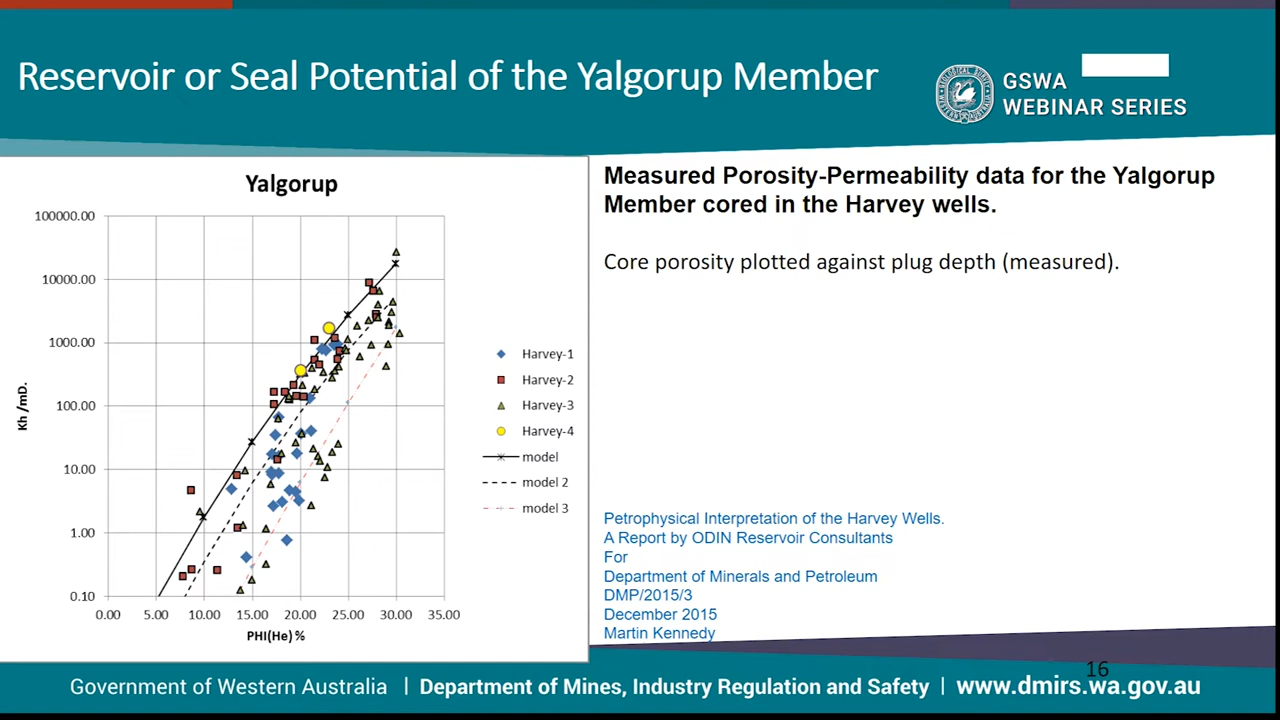 Reservoir or Seal Potential of the Yalgorup Member
GSWA
WEBINAR SERIES
Yalgorup
100000.00
10000.00
1000.00
100.00
10.00
1.00
0.10
Kh /mD.
0.00 5.00 10.00 15.00 20.00 25.00 30.00 35.00
PHI(He) %
Harvey-1
Harvey-2
Harvey-3
Harvey-4
model
model 2
model 3
Measured Porosity-Permeability data for the Yalgorup
Member cored in the Harvey wells.
Core porosity plotted against plug depth (measured).
Petrophysical Interpretation of the Harvey Wells.
A Report by ODIN Reservoir Consultants
For
Department of Minerals and Petroleum
DMP/2015/3
December 2015
Martin Kennedy
16
Government of Western Australia | Department of Mines, Industry Regulation and Safety | www.dmirs.wa.gov.au